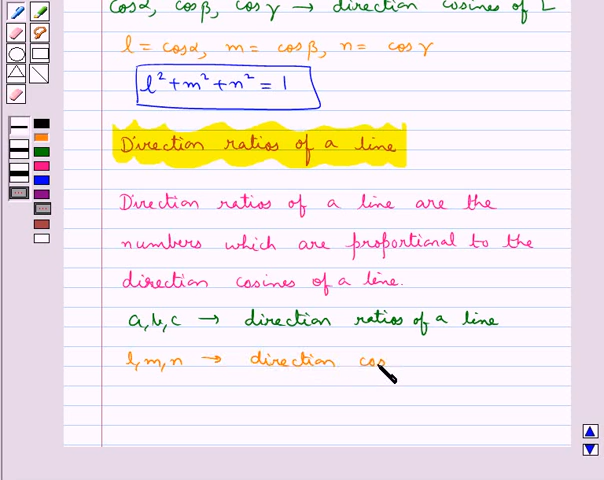 cosα, cosβ, cosγ → direction cosines of L
l = cosα, m = cosβ, n = cosγ
l² + m² + n² = 1
Direction ratios of a line
Direction ratios of a line are the
numbers which are proportional to the
direction cosines of a line.
a, b, c → direction ratios of a line
l, m, n → direction cos